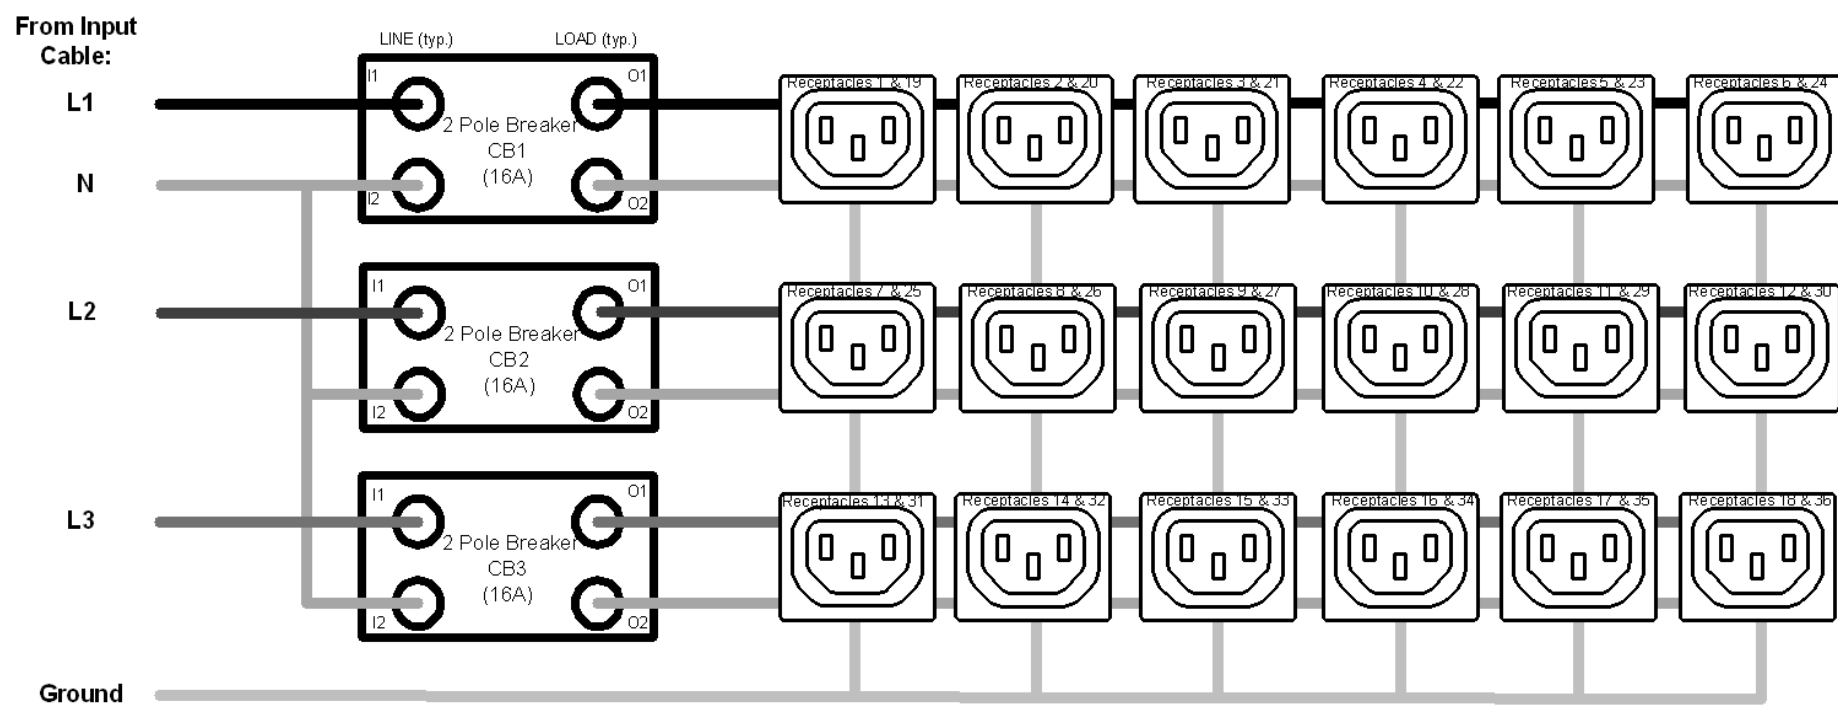 From Input
Cable:
LINE (typ.)
LOAD (typ.)
L1
I1
O1
2 Pole Breaker
CB1
(16A)
N
I2
O2
Receptacles 1 & 19
Receptacles 2 & 20
Receptacles 3 & 21
Receptacles 4 & 22
Receptacles 5 & 23
Receptacles 6 & 24
L2
I1
O1
2 Pole Breaker
CB2
(16A)
I2
O2
Receptacles 7 & 25
Receptacles 8 & 26
Receptacles 9 & 27
Receptacles 10 & 28
Receptacles 11 & 29
Receptacles 12 & 30
L3
I1
O1
2 Pole Breaker
CB3
(16A)
I2
O2
Receptacles 13 & 31
Receptacles 14 & 32
Receptacles 15 & 33
Receptacles 16 & 34
Receptacles 17 & 35
Receptacles 18 & 36
Ground